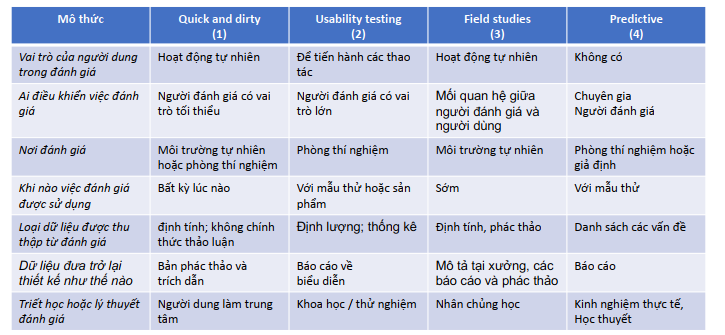 Mô thức
Quick and dirty
(1)
Usability testing
(2)
Field studies
(3)
Predictive
(4)
Vai trò của người dung
trong đánh giá
Hoạt động tự nhiên
Để tiến hành các thao
tác
Hoạt động tự nhiên
Không có
Ai điều khiển việc đánh
giá
Người đánh giá có vai
trò tối thiểu
Người đánh giá có vai
trò lớn
Mối quan hệ giữa
người đánh giá và
người dùng
Chuyên gia
Người đánh giá
Nơi đánh giá
Môi trường tự nhiên
hoặc phòng thí nghiệm
Phòng thí nghiệm
Môi trường tự nhiên
Phòng thí nghiệm hoặc
giả định
Khi nào việc đánh giá
được sử dụng
Bất kỳ lúc nào
Với mẫu thử hoặc sản
phẩm
Sớm
Với mẫu thử
Loại dữ liệu được thu
thập từ đánh giá
định tính; không chính
thức thảo luận
Định lượng; thống kê
Định tính, phác thảo
Danh sách các vấn đề
Dữ liệu đưa trở lại
thiết kế như thế nào
Bản phác thảo và
trích dẫn
Báo cáo về
biểu diễn
Mô tả tại xưởng, các
báo cáo và phác thảo
Báo cáo
Triết học hoặc lý thuyết
đánh giá
Người dung làm trung
tâm
Khoa học / thử nghiệm
Nhân chủng học
Kinh nghiệm thực tế,
Học thuyết